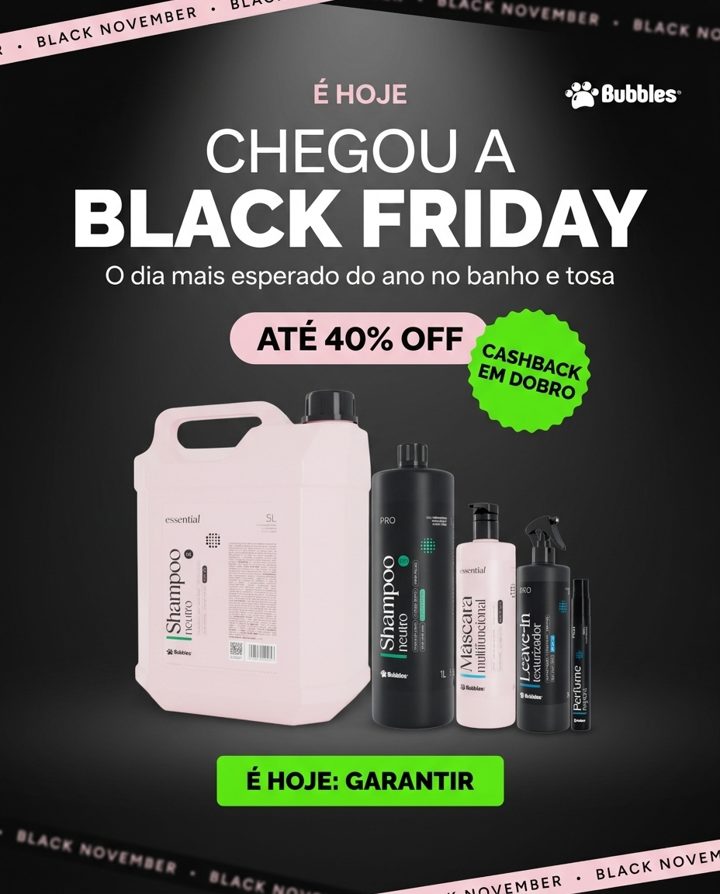 BLACK NOVEMBER • BL
BLACK NOVEMBER • BLACK NO
É HOJE
Bubbles
CHEGOU A
BLACK FRIDAY
O dia mais esperado do ano no banho e tosa
ATÉ 40% OFF
CASHBACK
EM DOBRO
essential
5L
Shampoo
neutro
Bubbles
PRO
Shampoo
neutro
Bubbles
1L
essential
Máscara
multifuncional
Bubbles
PRO
Leave-in
texturizador
Bubbles
Perfume
É HOJE: GARANTIR
BLACK NOVEMBER • BLACK
NOVEMBER • BLACK NOVEM